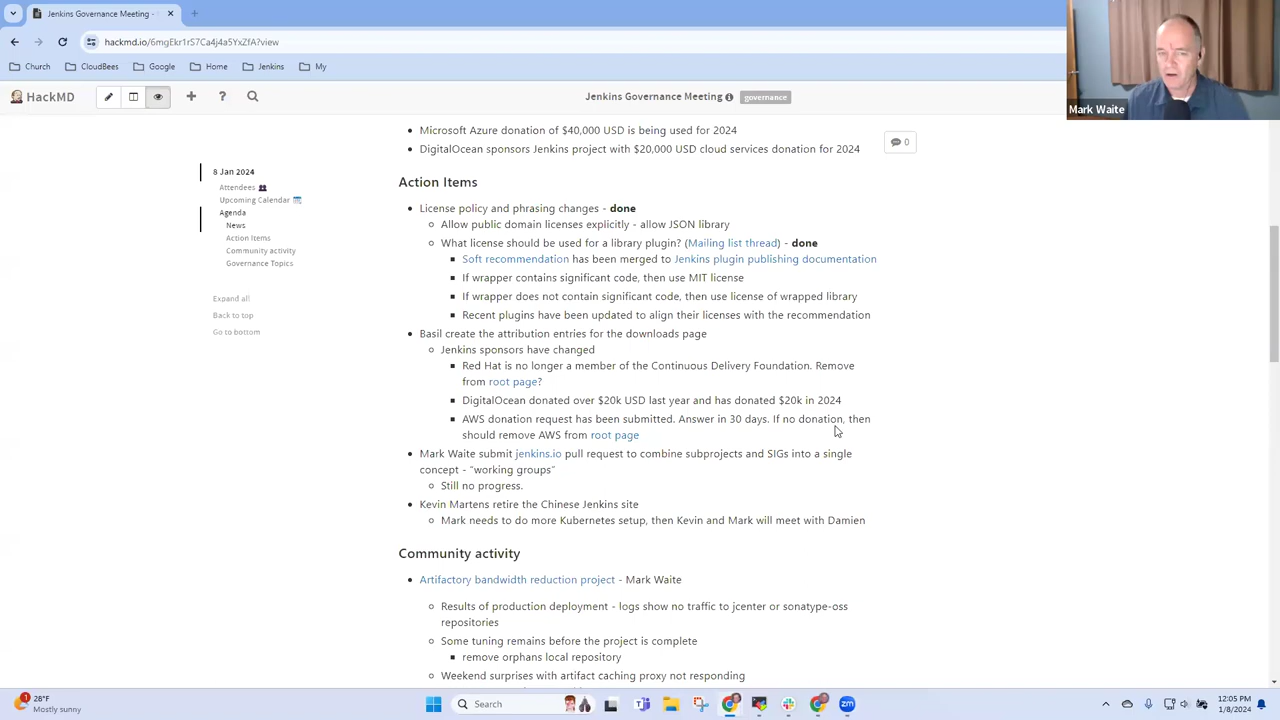 Jenkins Governance Meeting - H
hackmd.io/6mgEkr1rS7Ca4j4a5YxZfA?view
Church
CloudBees
Google
Home
Jenkins
My
HackMD
Jenkins Governance Meeting
governance
Mark Waite
Microsoft Azure donation of $40,000 USD is being used for 2024
DigitalOcean sponsors Jenkins project with $20,000 USD cloud services donation for 2024
0
8 Jan 2024
Attendees
Upcoming Calendar
Agenda
News
Action Items
Community activity
Governance Topics
Expand all
Back to top
Go to bottom
Action Items
License policy and phrasing changes - done
Allow public domain licenses explicitly - allow JSON library
What license should be used for a library plugin? (Mailing list thread) - done
Soft recommendation has been merged to Jenkins plugin publishing documentation
If wrapper contains significant code, then use MIT license
If wrapper does not contain significant code, then use license of wrapped library
Recent plugins have been updated to align their licenses with the recommendation
Basil create the attribution entries for the downloads page
Jenkins sponsors have changed
Red Hat is no longer a member of the Continuous Delivery Foundation. Remove
from root page?
DigitalOcean donated over $20k USD last year and has donated $20k in 2024
AWS donation request has been submitted. Answer in 30 days. If no donation, then
should remove AWS from root page
Mark Waite submit jenkins.io pull request to combine subprojects and SIGs into a single
concept - "working groups"
Still no progress.
Kevin Martens retire the Chinese Jenkins site
Mark needs to do more Kubernetes setup, then Kevin and Mark will meet with Damien
Community activity
Artifactory bandwidth reduction project - Mark Waite
Results of production deployment - logs show no traffic to jcenter or sonatype-oss
repositories
Some tuning remains before the project is complete
remove orphans local repository
Weekend surprises with artifact caching proxy not responding
1
26°F
Mostly sunny
Search
12:05 PM
1/8/2024